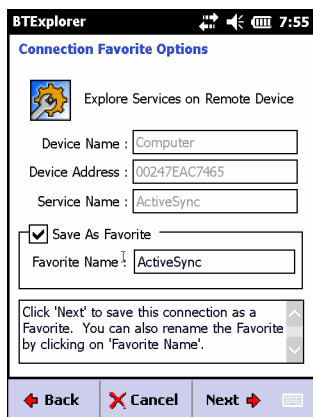 BTExplorer 7:55
Connection Favorite Options
Explore Services on Remote Device
Device Name : Computer
Device Address : 00247EAC7465
Service Name : ActiveSync
Save As Favorite
Favorite Name : ActiveSync
Click 'Next' to save this connection as a
Favorite. You can also rename the Favorite
by clicking on 'Favorite Name'.
Back Cancel Next